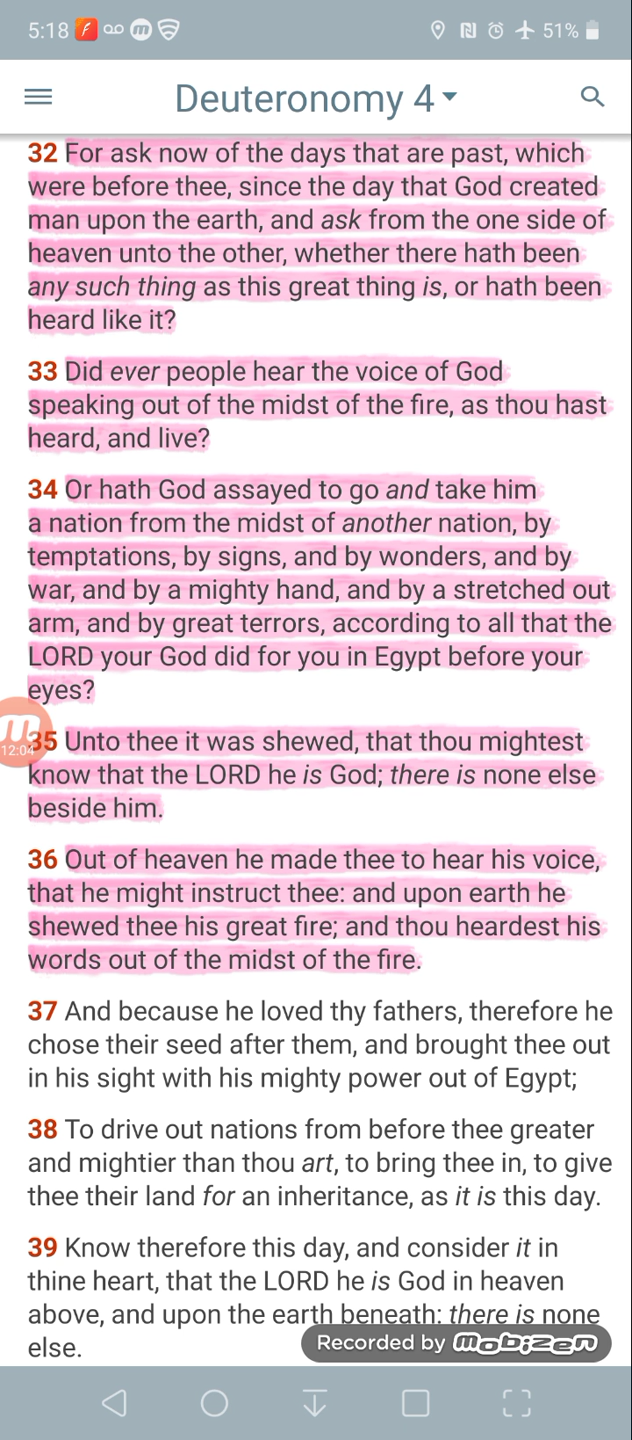 5:18
51%
Deuteronomy 4
32 For ask now of the days that are past, which
were before thee, since the day that God created
man upon the earth, and ask from the one side of
heaven unto the other, whether there hath been
any such thing as this great thing is, or hath been
heard like it?
33 Did ever people hear the voice of God
speaking out of the midst of the fire, as thou hast
heard, and live?
34 Or hath God assayed to go and take him
a nation from the midst of another nation, by
temptations, by signs, and by wonders, and by
war, and by a mighty hand, and by a stretched out
arm, and by great terrors, according to all that the
LORD your God did for you in Egypt before your
eyes?
12:04
35 Unto thee it was shewed, that thou mightest
know that the LORD he is God; there is none else
beside him.
36 Out of heaven he made thee to hear his voice,
that he might instruct thee: and upon earth he
shewed thee his great fire; and thou heardest his
words out of the midst of the fire.
37 And because he loved thy fathers, therefore he
chose their seed after them, and brought thee out
in his sight with his mighty power out of Egypt;
38 To drive out nations from before thee greater
and mightier than thou art, to bring thee in, to give
thee their land for an inheritance, as it is this day.
39 Know therefore this day, and consider it in
thine heart, that the LORD he is God in heaven
above, and upon the earth beneath: there is none
else.
Recorded by mobizen